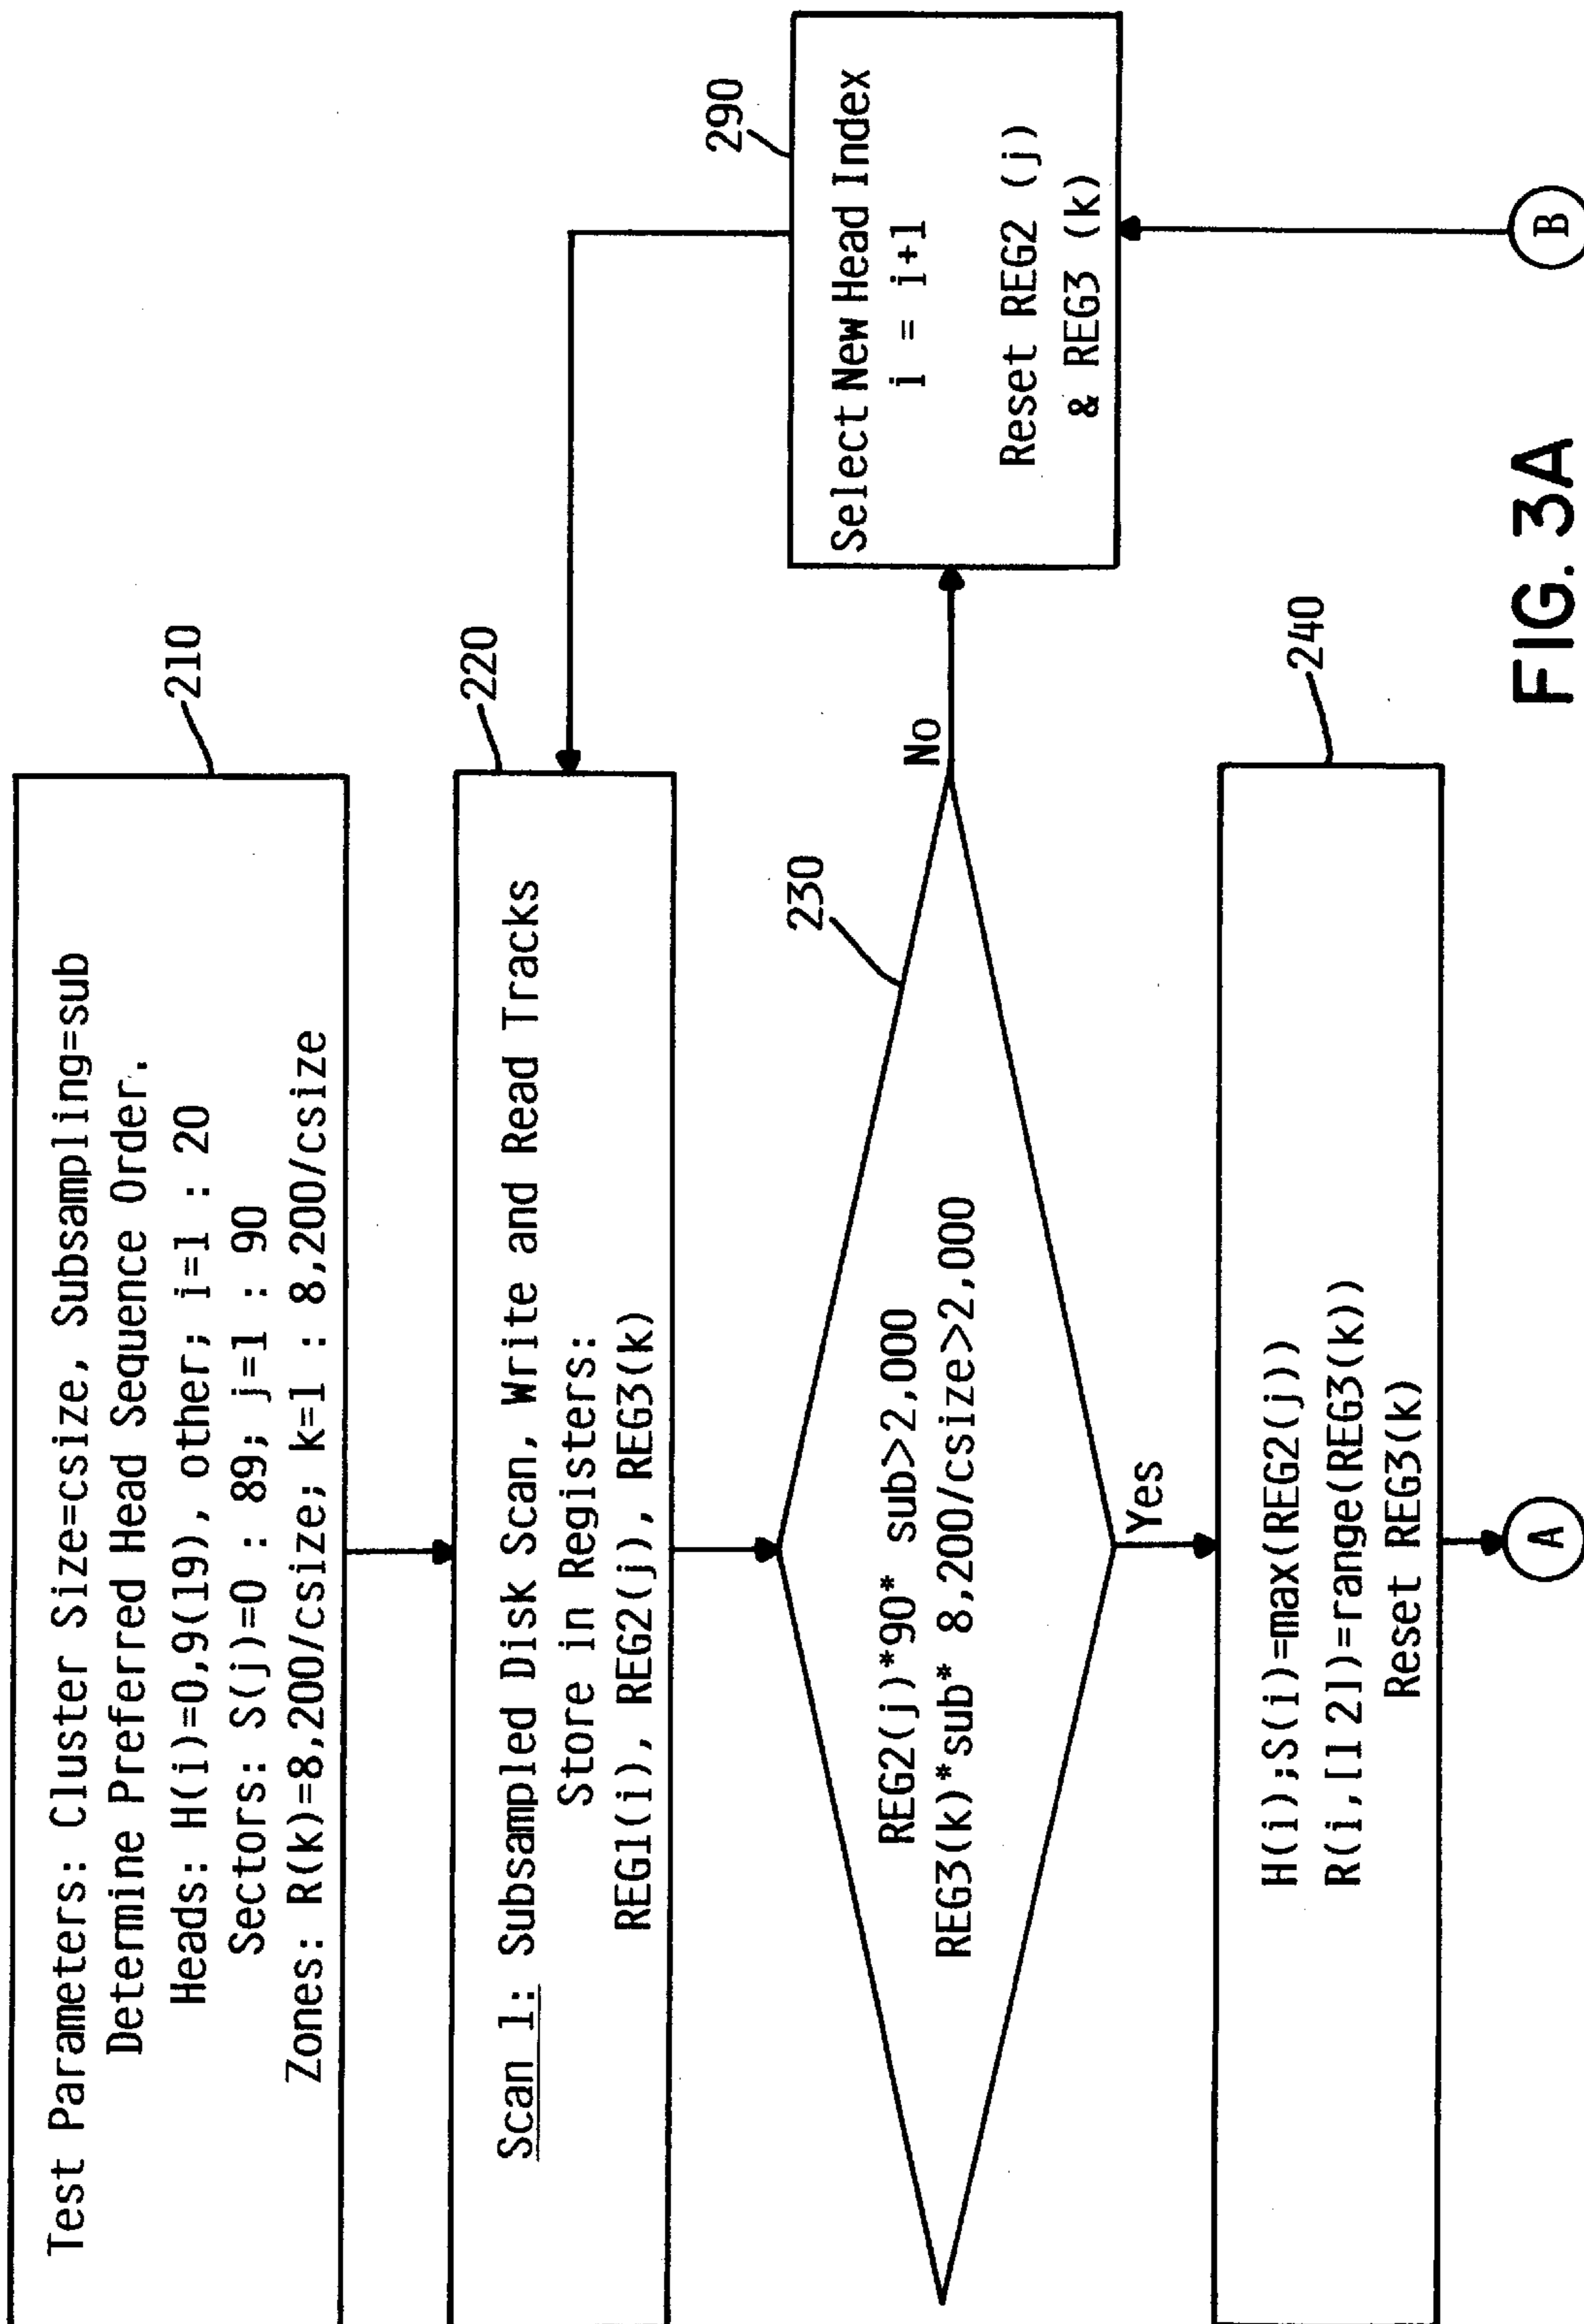 Test Parameters: Cluster Size=csize, Subsampling=sub
Determine Preferred Head Sequence Order.
Heads: H(i)=0,9(19), other; i=1 : 20
Sectors: S(j)=0 : 89; j=1 : 90
Zones: R(k)=8,200/csize; k=1 : 8,200/csize
210
Scan 1: Subsampled Disk Scan, Write and Read Tracks
Store in Registers:
REG1(i), REG2(j), REG3(k)
220
REG2(j)*90* sub>2,000
REG3(k)*sub* 8,200/csize>2,000
230
No
Yes
Select New Head Index
i = i+1
Reset REG2 (j)
& REG3 (k)
290
H(i);S(i)=max(REG2(j))
R(i,[1 2])=range(REG3(k))
Reset REG3(k)
240
A
B
FIG. 3A